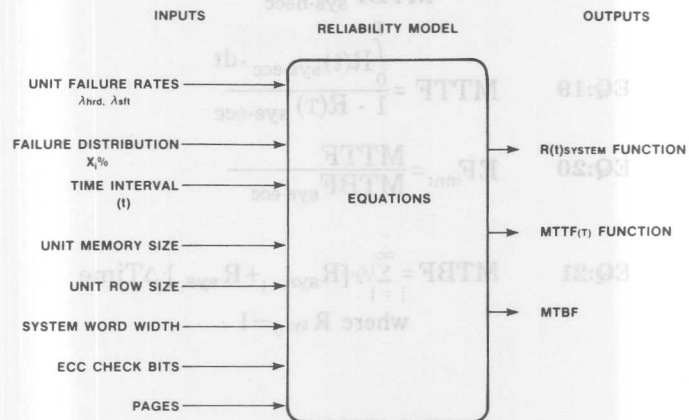 INPUTS
RELIABILITY MODEL
OUTPUTS
UNIT FAILURE RATES
λhrd, λsft
FAILURE DISTRIBUTION
Xi%
TIME INTERVAL
(t)
UNIT MEMORY SIZE
UNIT ROW SIZE
SYSTEM WORD WIDTH
ECC CHECK BITS
PAGES
EQUATIONS
R(t)SYSTEM FUNCTION
MTTF(T) FUNCTION
MTBF